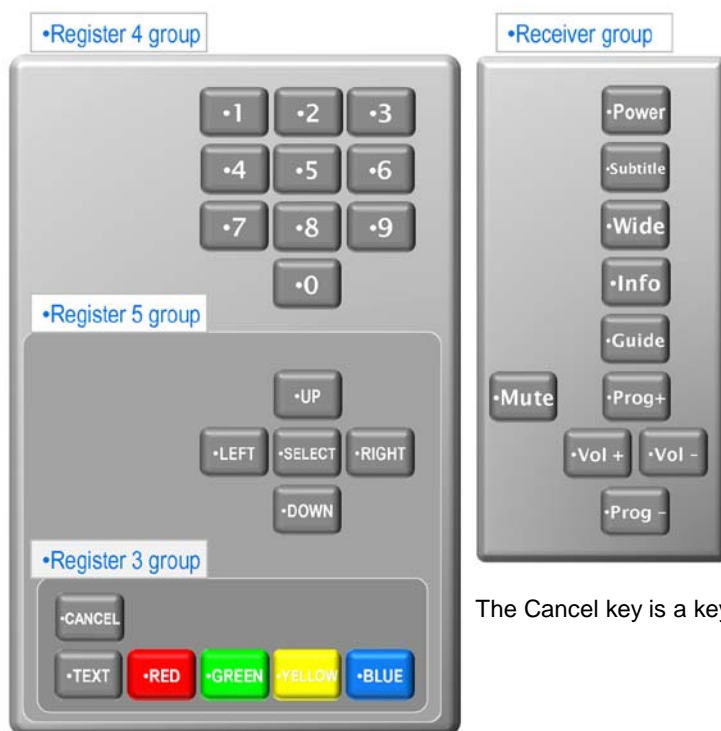 •Register 4 group
•1 •2 •3
•4 •5 •6
•7 •8 •9
•0
•Register 5 group
•UP
•LEFT •SELECT •RIGHT
•DOWN
•Register 3 group
•CANCEL
•TEXT •RED •GREEN •YELLOW •BLUE
•Receiver group
•Power
•Subtitle
•Wide
•Info
•Guide
•Mute •Prog+
•Vol + •Vol -
•Prog -
The Cancel key is a key